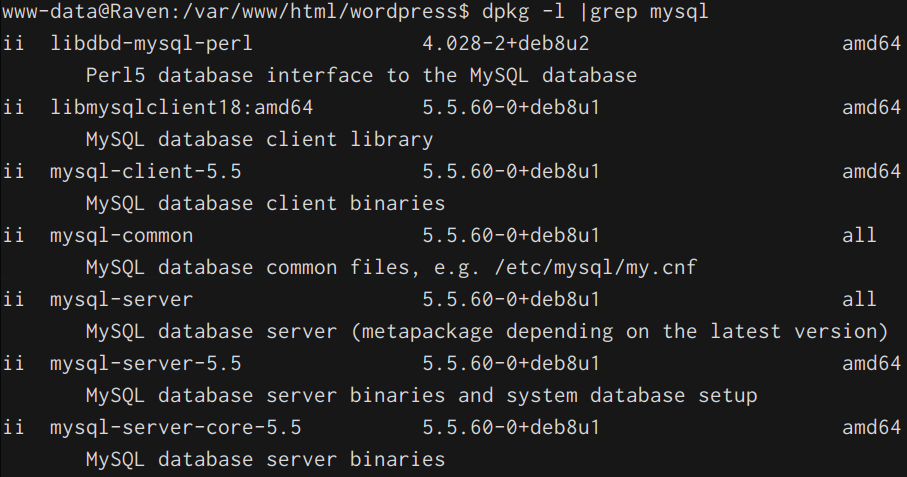 www-data@Raven:/var/www/html/wordpress$ dpkg -l |grep mysql
ii  libdbd-mysql-perl                   4.028-2+deb8u2                     amd64
        Perl5 database interface to the MySQL database
ii  libmysqlclient18:amd64              5.5.60-0+deb8u1                    amd64
        MySQL database client library
ii  mysql-client-5.5                    5.5.60-0+deb8u1                    amd64
        MySQL database client binaries
ii  mysql-common                        5.5.60-0+deb8u1                    all
        MySQL database common files, e.g. /etc/mysql/my.cnf
ii  mysql-server                        5.5.60-0+deb8u1                    all
        MySQL database server (metapackage depending on the latest version)
ii  mysql-server-5.5                    5.5.60-0+deb8u1                    amd64
        MySQL database server binaries and system database setup
ii  mysql-server-core-5.5               5.5.60-0+deb8u1                    amd64
        MySQL database server binaries